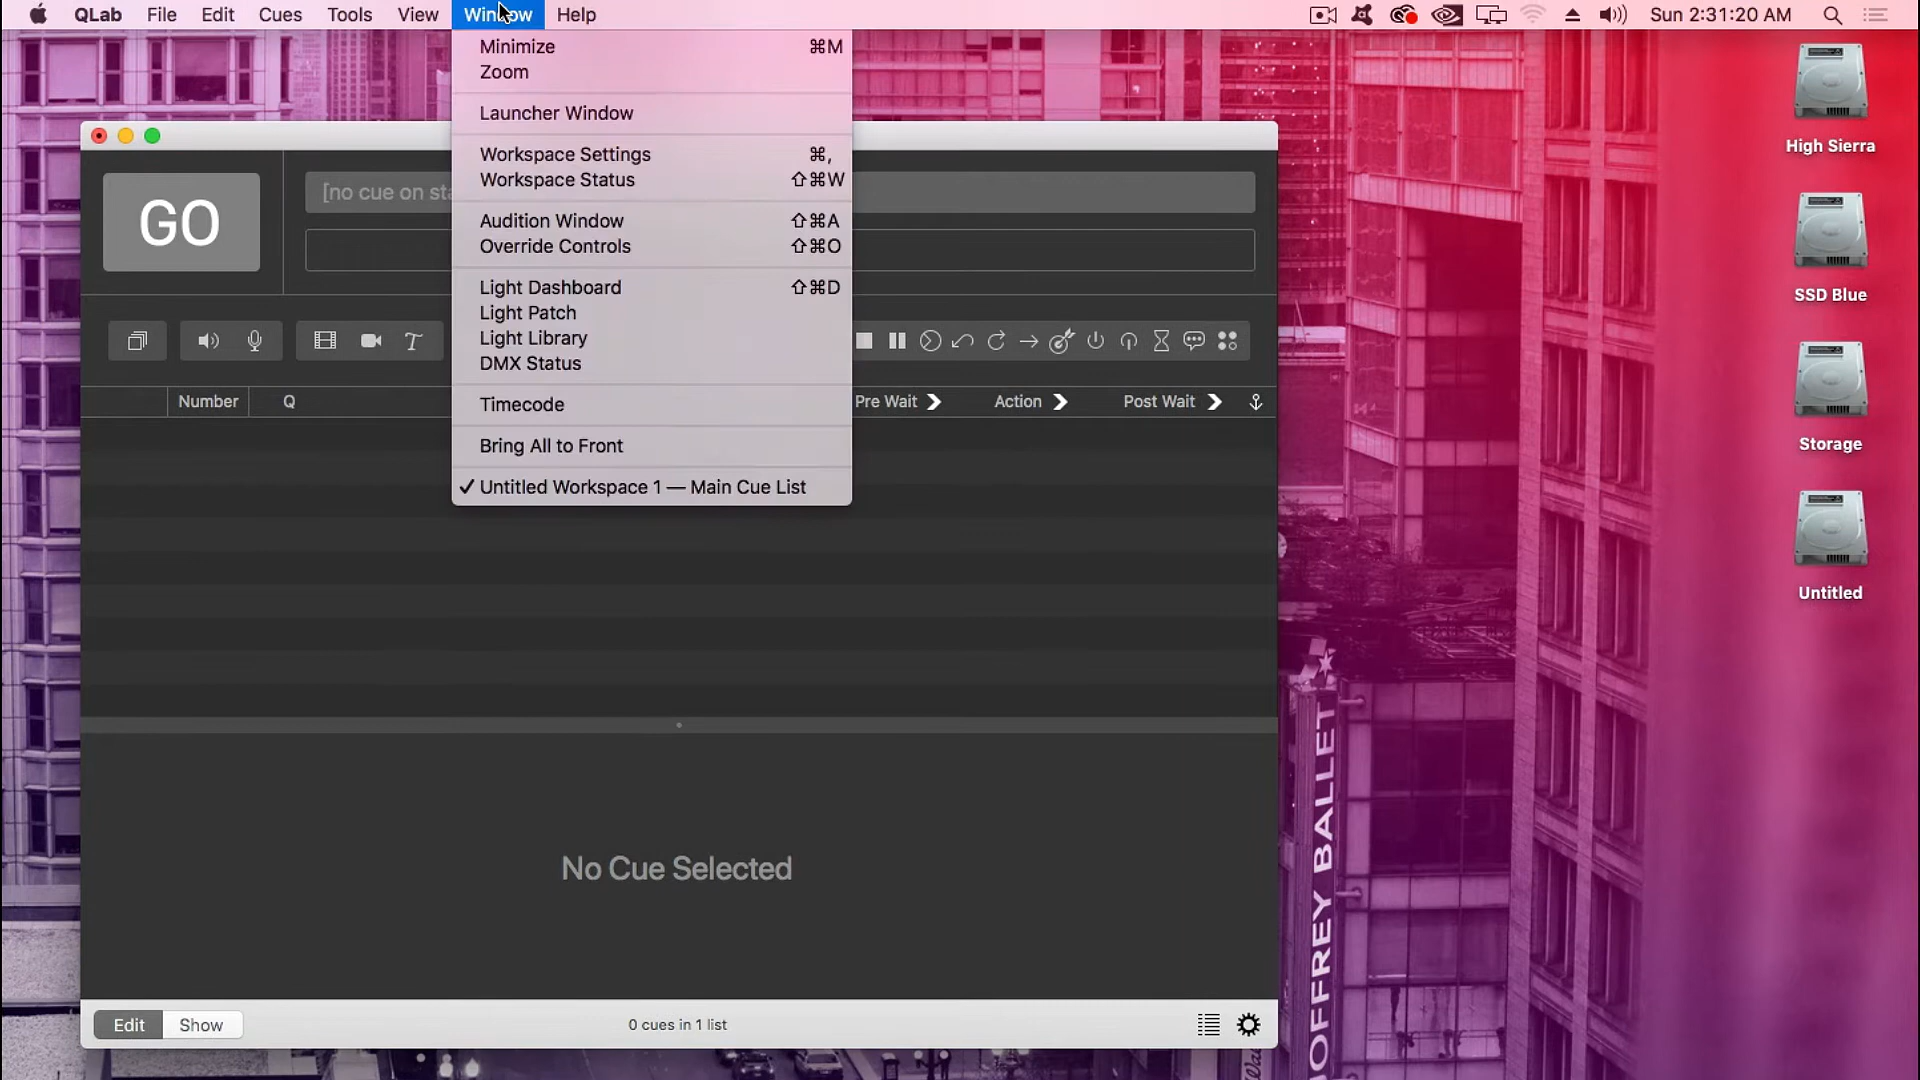 QLab File Edit Cues Tools View Window Help Sun 2:31:20 AM
Minimize ⌘M
Zoom
Launcher Window
Workspace Settings ⌘,
Workspace Status ⇧⌘W
Audition Window ⇧⌘A
Override Controls ⇧⌘O
Light Dashboard ⇧⌘D
Light Patch
Light Library
DMX Status
Timecode
Bring All to Front
✓ Untitled Workspace 1 — Main Cue List
GO
[no cue on sta
Number Q Pre Wait Action Post Wait
No Cue Selected
Edit Show 0 cues in 1 list
High Sierra
SSD Blue
Storage
Untitled
JOFFREY BALLET